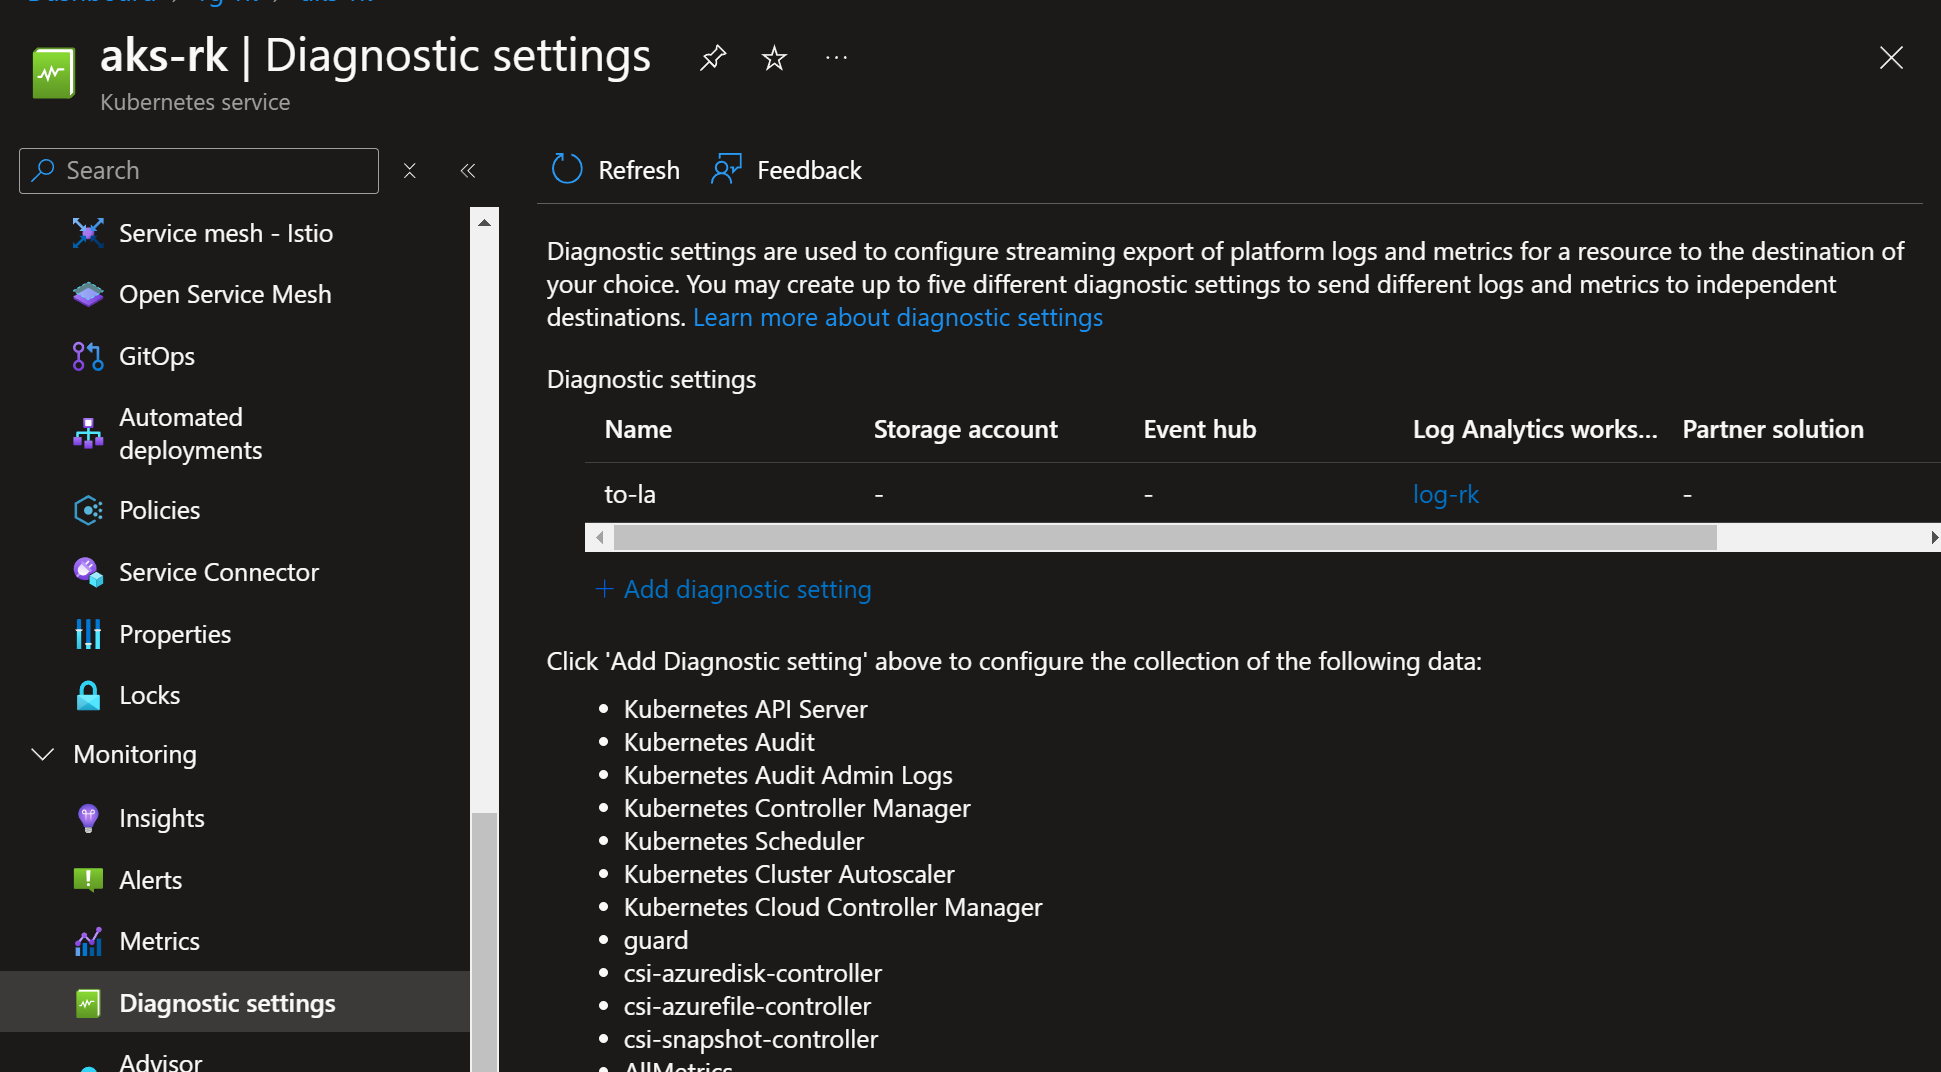 aks-rk | Diagnostic settings
Kubernetes service
Search
Service mesh - Istio
Open Service Mesh
GitOps
Automated
deployments
Policies
Service Connector
Properties
Locks
Monitoring
Insights
Alerts
Metrics
Diagnostic settings
Advisor
Refresh
Feedback
Diagnostic settings are used to configure streaming export of platform logs and metrics for a resource to the destination of
your choice. You may create up to five different diagnostic settings to send different logs and metrics to independent
destinations. Learn more about diagnostic settings
Diagnostic settings
Name Storage account Event hub Log Analytics works... Partner solution
to-la - - log-rk -
+ Add diagnostic setting
Click 'Add Diagnostic setting' above to configure the collection of the following data:
• Kubernetes API Server
• Kubernetes Audit
• Kubernetes Audit Admin Logs
• Kubernetes Controller Manager
• Kubernetes Scheduler
• Kubernetes Cluster Autoscaler
• Kubernetes Cloud Controller Manager
• guard
• csi-azuredisk-controller
• csi-azurefile-controller
• csi-snapshot-controller
• AllMetrics